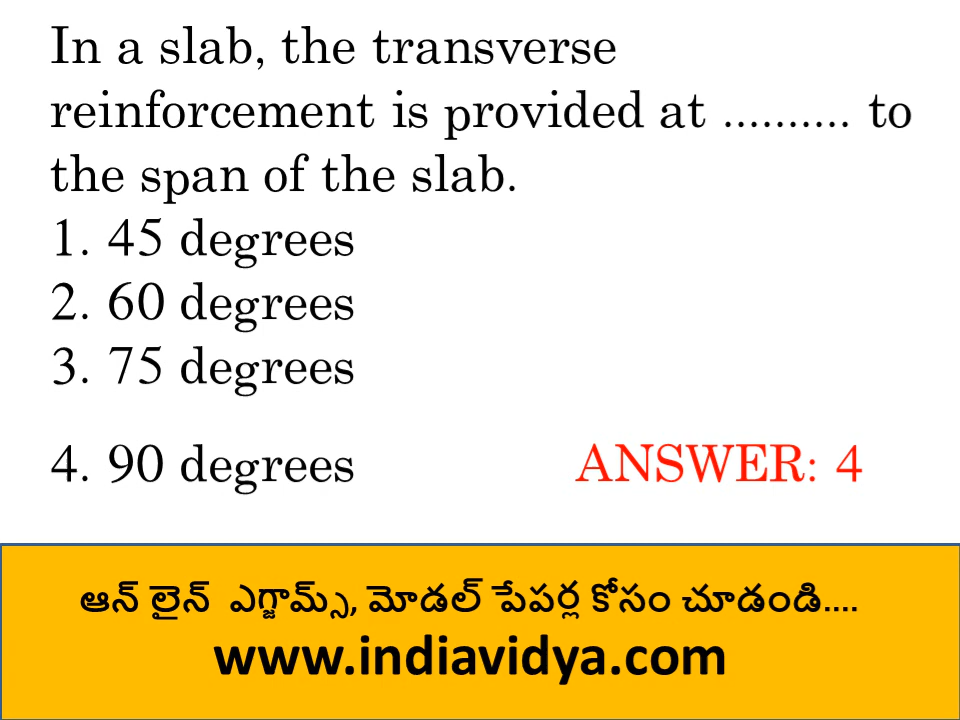 In a slab, the transverse
reinforcement is provided at .......... to
the span of the slab.
1. 45 degrees
2. 60 degrees
3. 75 degrees
4. 90 degrees ANSWER: 4
ఆన్ లైన్ ఎగ్జామ్స్, మోడల్ పేపర్ల కోసం చూడండి....
www.indiavidya.com